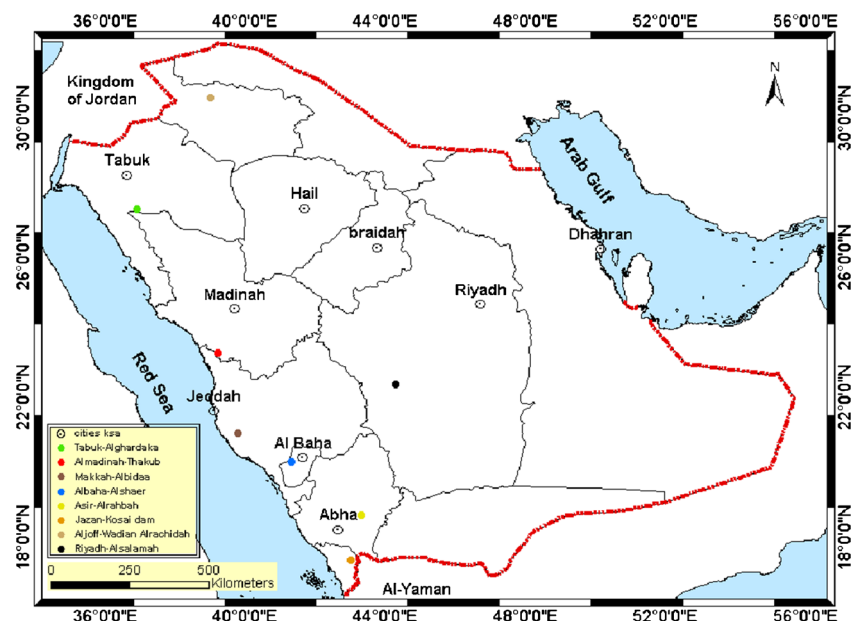 36°0'0"E 40°0'0"E 44°0'0"E 48°0'0"E 52°0'0"E 56°0'0"E
Kingdom
of Jordan
N
30°0'0"N
30°0'0"N
Tabuk
Arab Gulf
Hail
braidah
Dhahran
26°0'0"N
26°0'0"N
Madinah
Riyadh
Red Sea
Jeddah
22°0'0"N
22°0'0"N
Al Baha
cities ksa
Tabuk-Alghardaka
Almadinah-Thakub
Makkah-Albidaa
Albaha-Alshaer
Asir-Alrahbah
Jazan-Kosai dam
Aljoff-Wadian Alrachidah
Riyadh-Alsalamah
Abha
18°0'0"N
18°0'0"N
0 250 500
Kilometers
Al-Yaman
36°0'0"E 40°0'0"E 44°0'0"E 48°0'0"E 52°0'0"E 56°0'0"E